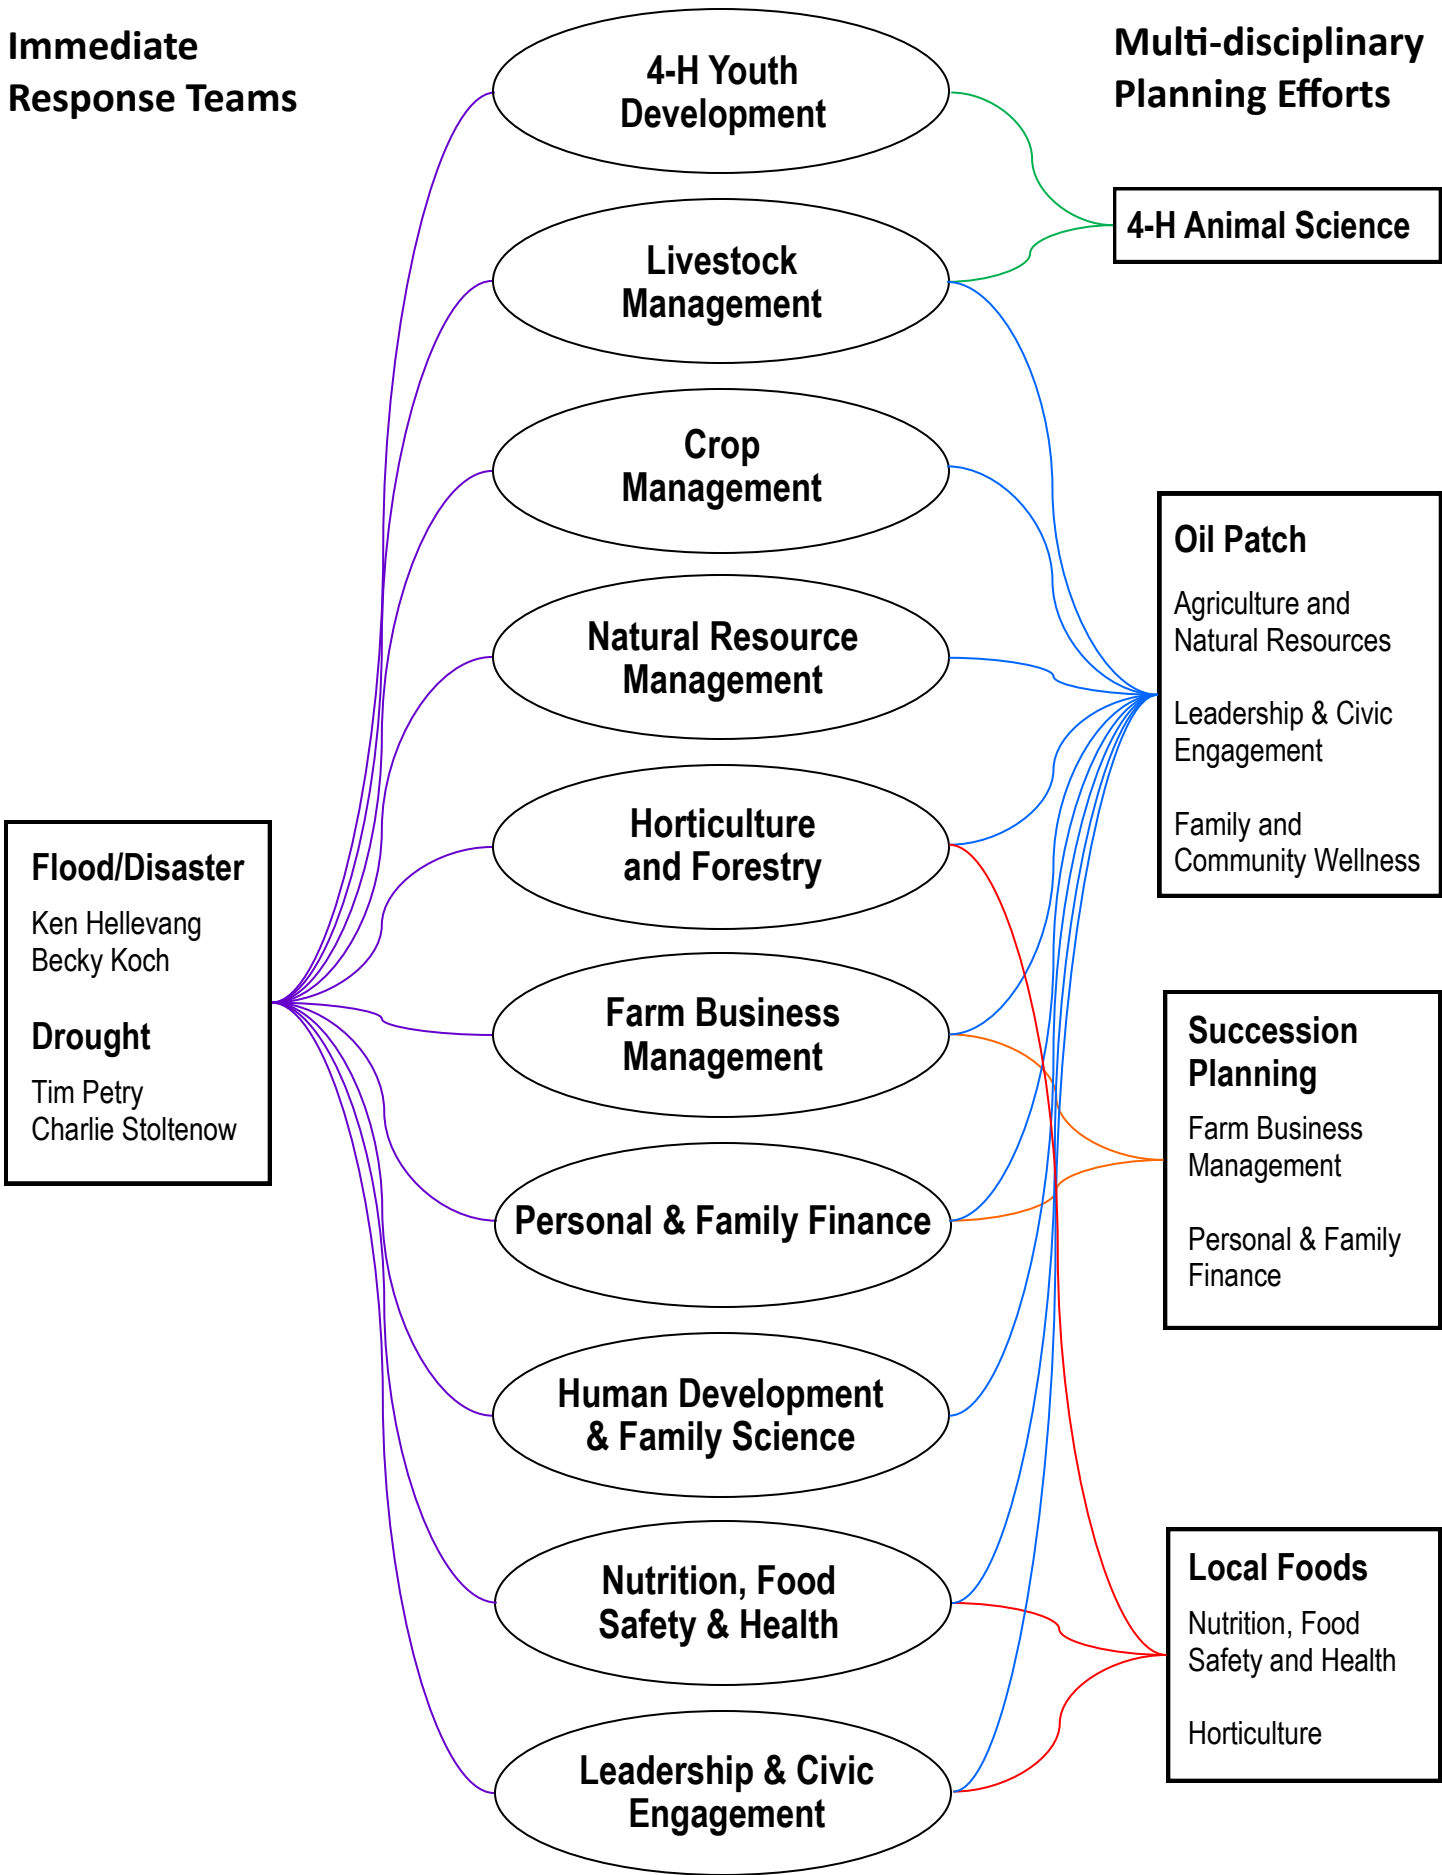 Immediate
Response Teams
Flood/Disaster
Ken Hellevang
Becky Koch
Drought
Tim Petry
Charlie Stoltenow
4-H Youth
Development
Livestock
Management
Crop
Management
Natural Resource
Management
Horticulture
and Forestry
Farm Business
Management
Personal & Family Finance
Human Development
& Family Science
Nutrition, Food
Safety & Health
Leadership & Civic
Engagement
Multi-disciplinary
Planning Efforts
4-H Animal Science
Oil Patch
Agriculture and
Natural Resources
Leadership & Civic
Engagement
Family and
Community Wellness
Succession
Planning
Farm Business
Management
Personal & Family
Finance
Local Foods
Nutrition, Food
Safety and Health
Horticulture